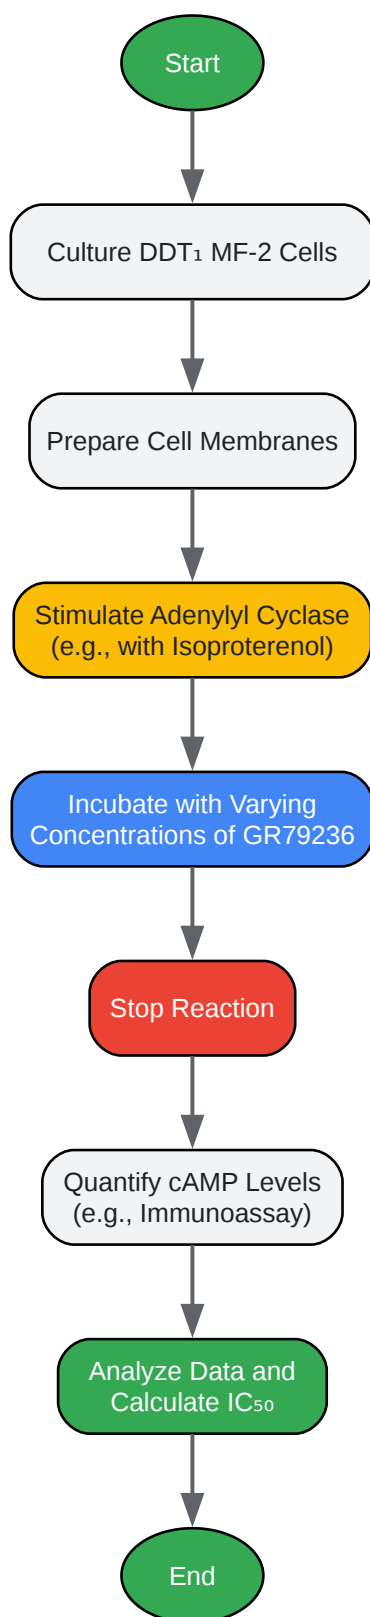 Start
Culture DDT₁ MF-2 Cells
Prepare Cell Membranes
Stimulate Adenylyl Cyclase
(e.g., with Isoproterenol)
Incubate with Varying
Concentrations of GR79236
Stop Reaction
Quantify cAMP Levels
(e.g., Immunoassay)
Analyze Data and
Calculate IC₅₀
End